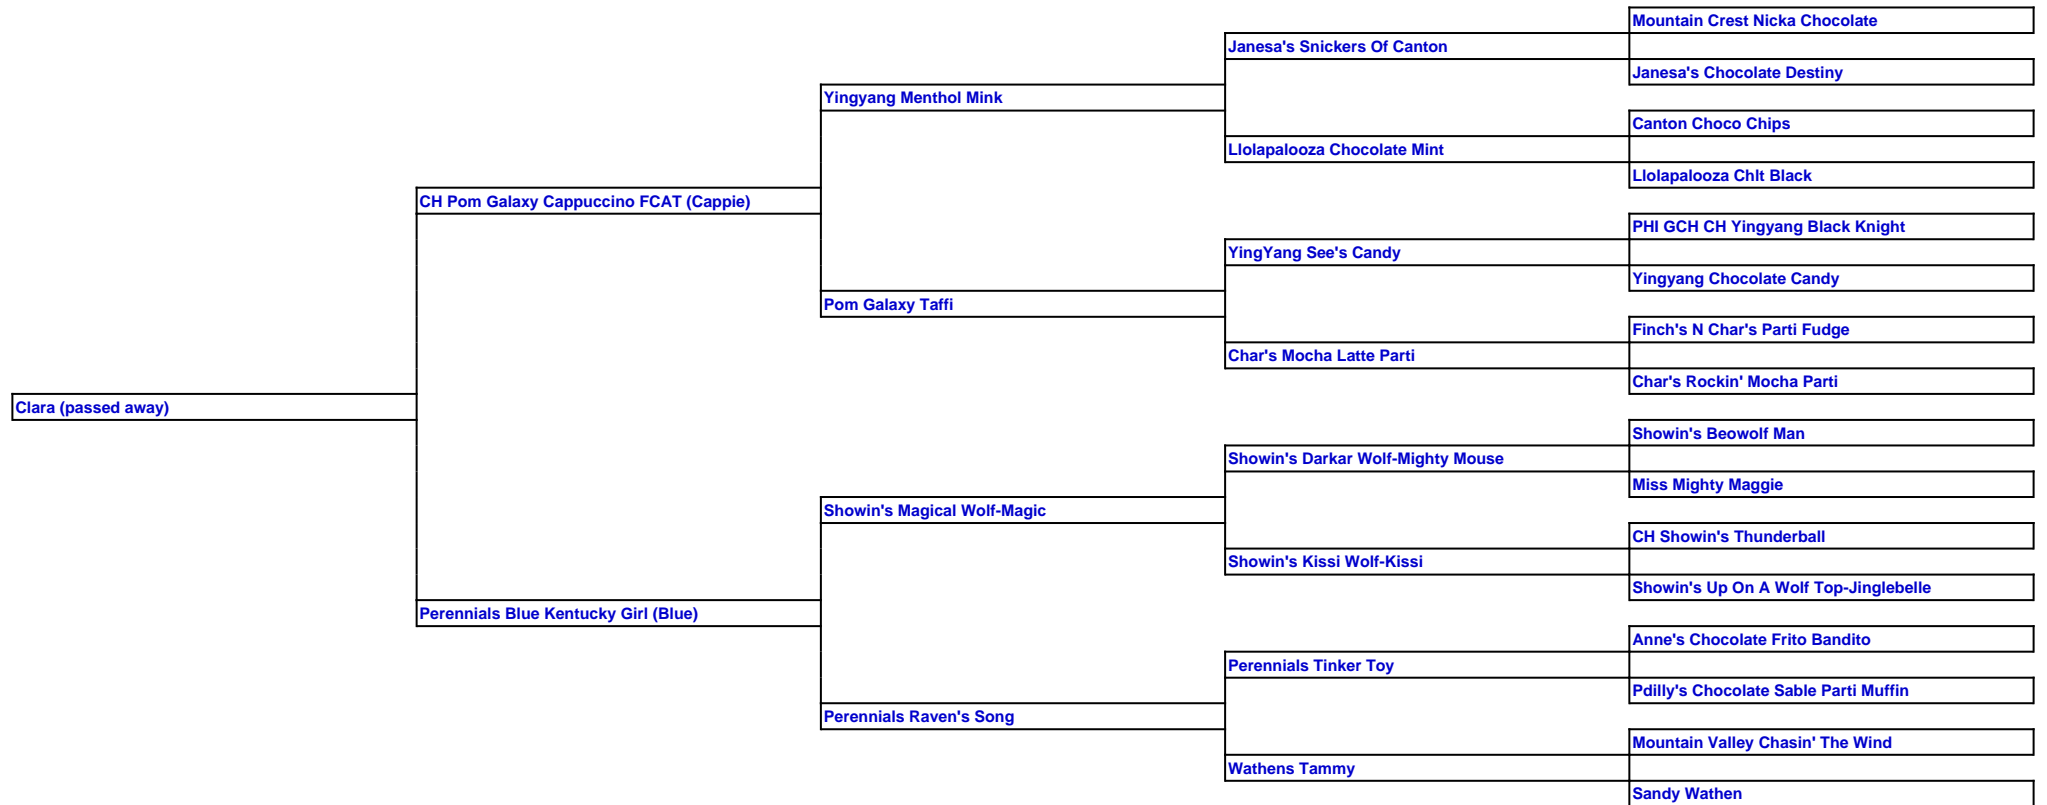 Mountain Crest Nicka Chocolate
Janesa's Snickers Of Canton
Janesa's Chocolate Destiny
Yingyang Menthol Mink
Canton Choco Chips
Llolapalooza Chocolate Mint
Llolapalooza Chlt Black
CH Pom Galaxy Cappuccino FCAT (Cappie)
PHI GCH CH Yingyang Black Knight
YingYang See's Candy
Yingyang Chocolate Candy
Pom Galaxy Taffi
Finch's N Char's Parti Fudge
Char's Mocha Latte Parti
Char's Rockin' Mocha Parti
Clara (passed away)
Showin's Beowolf Man
Showin's Darkar Wolf-Mighty Mouse
Miss Mighty Maggie
Showin's Magical Wolf-Magic
CH Showin's Thunderball
Showin's Kissi Wolf-Kissi
Showin's Up On A Wolf Top-Jinglebelle
Perennials Blue Kentucky Girl (Blue)
Anne's Chocolate Frito Bandito
Perennials Tinker Toy
Pdilly's Chocolate Sable Parti Muffin
Perennials Raven's Song
Mountain Valley Chasin' The Wind
Wathens Tammy
Sandy Wathen